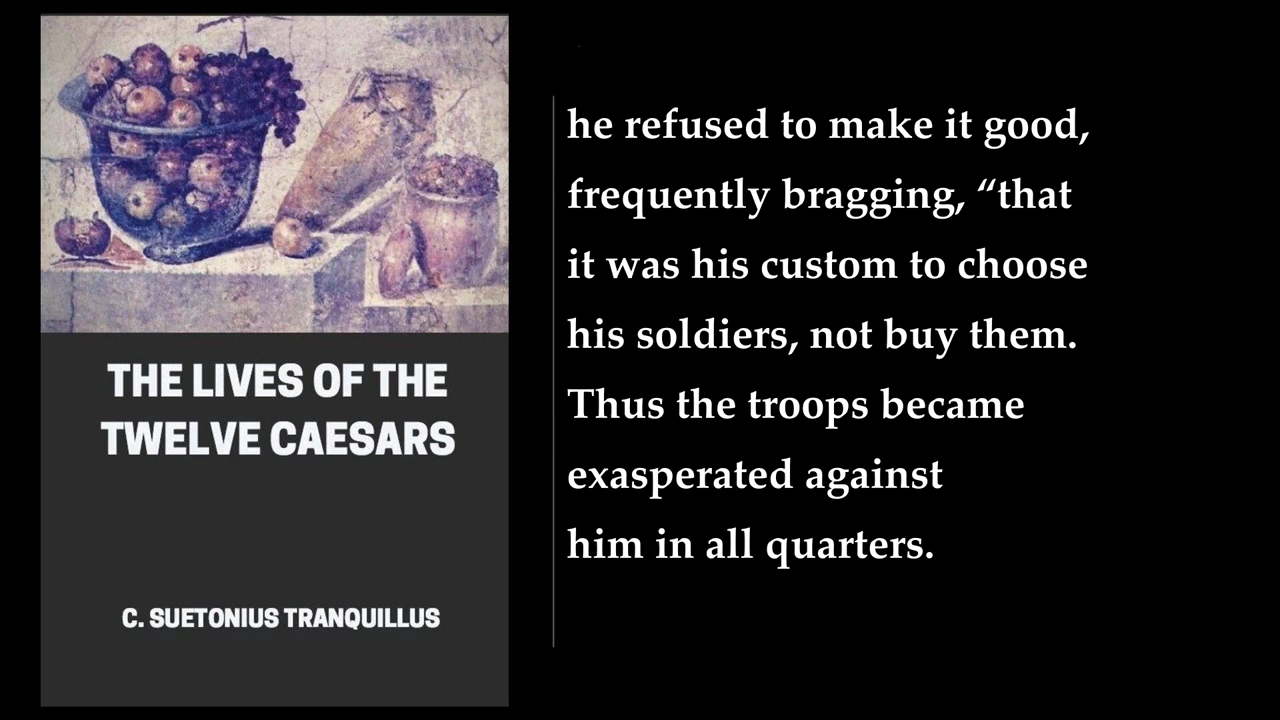 THE LIVES OF THE
TWELVE CAESARS
C. SUETONIUS TRANQUILLUS
he refused to make it good,
frequently bragging, “that
it was his custom to choose
his soldiers, not buy them.
Thus the troops became
exasperated against
him in all quarters.